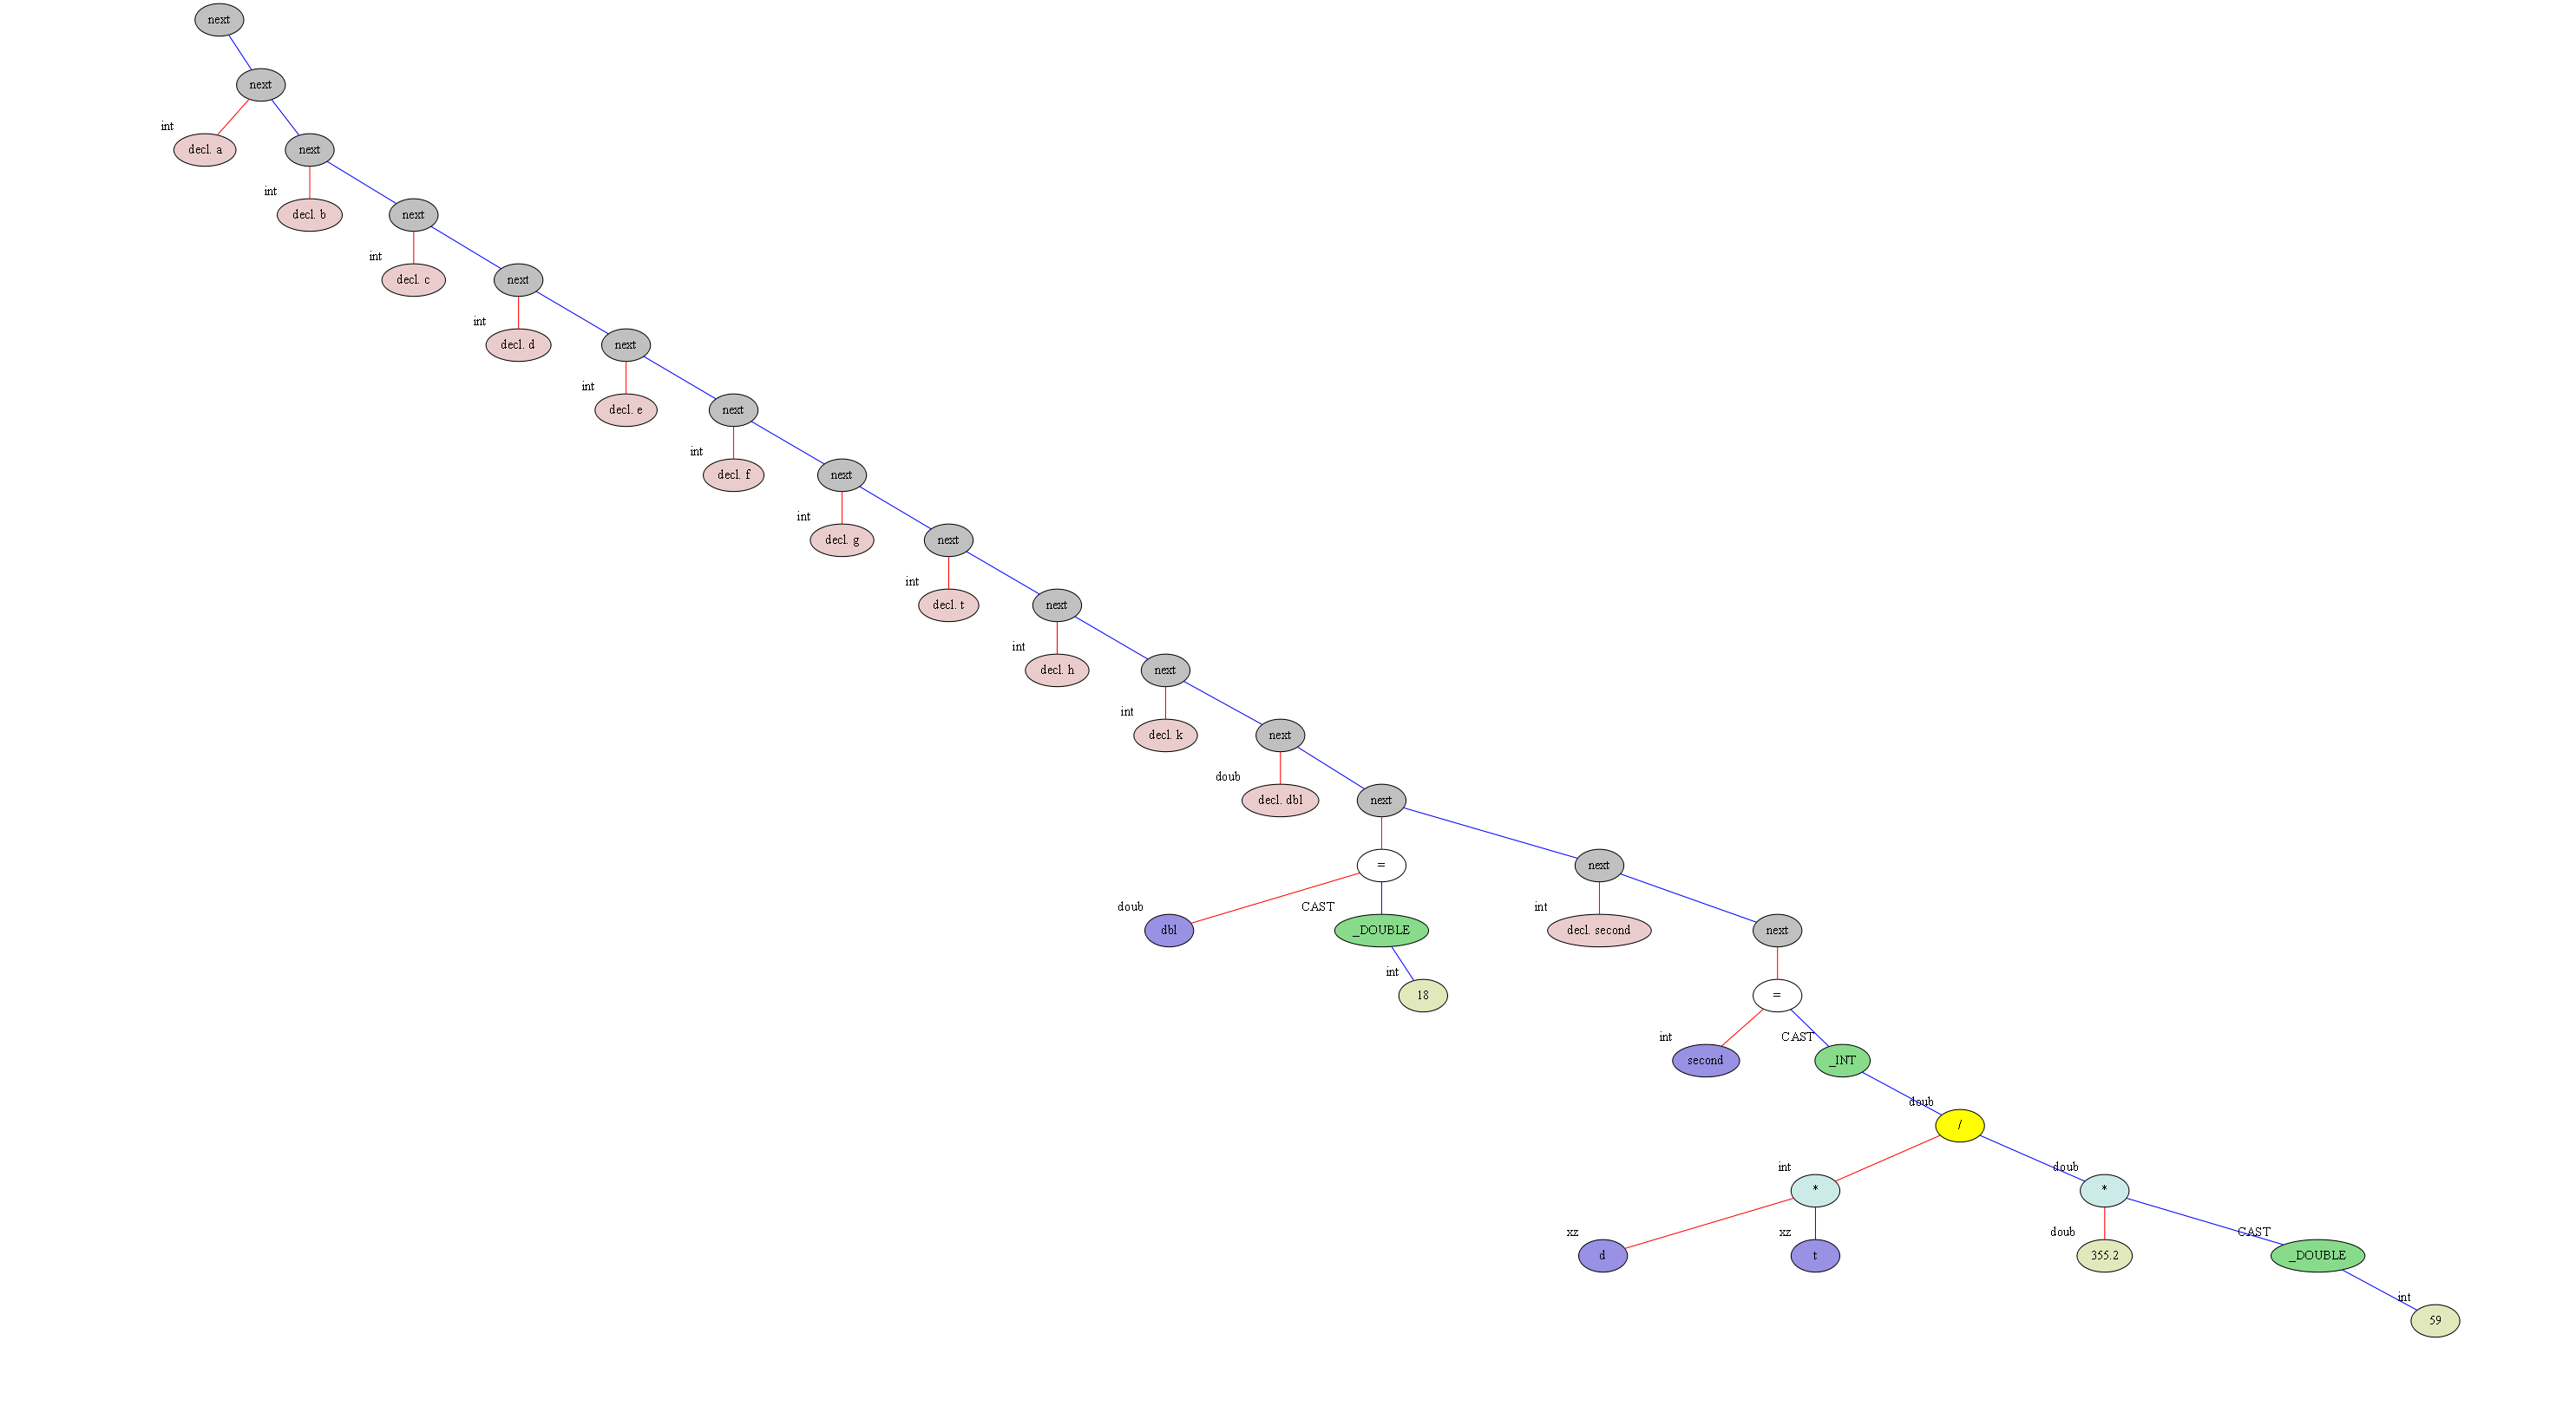 next
next
int
decl. a
next
int
decl. b
next
int
decl. c
next
int
decl. d
next
int
decl. e
next
int
decl. f
next
int
decl. g
next
int
decl. t
next
int
decl. h
next
int
decl. k
next
doub
decl. dbl
next
=
next
doub
dbl
CAST
_DOUBLE
int
decl. second
next
int
18
=
int
second
CAST
_INT
doub
/
int
*
doub
*
xz
d
xz
t
doub
355.2
CAST
_DOUBLE
int
59